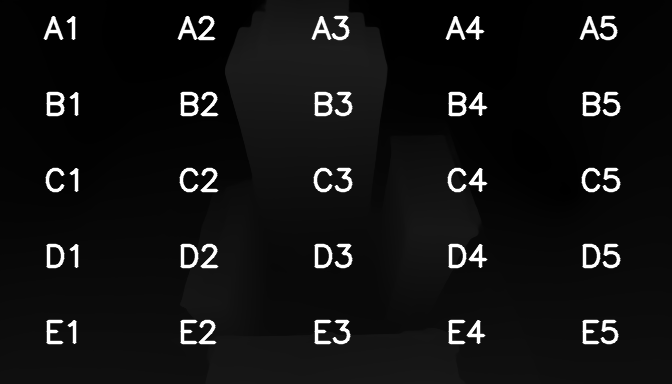 A1 A2 A3 A4 A5
B1 B2 B3 B4 B5
C1 C2 C3 C4 C5
D1 D2 D3 D4 D5
E1 E2 E3 E4 E5